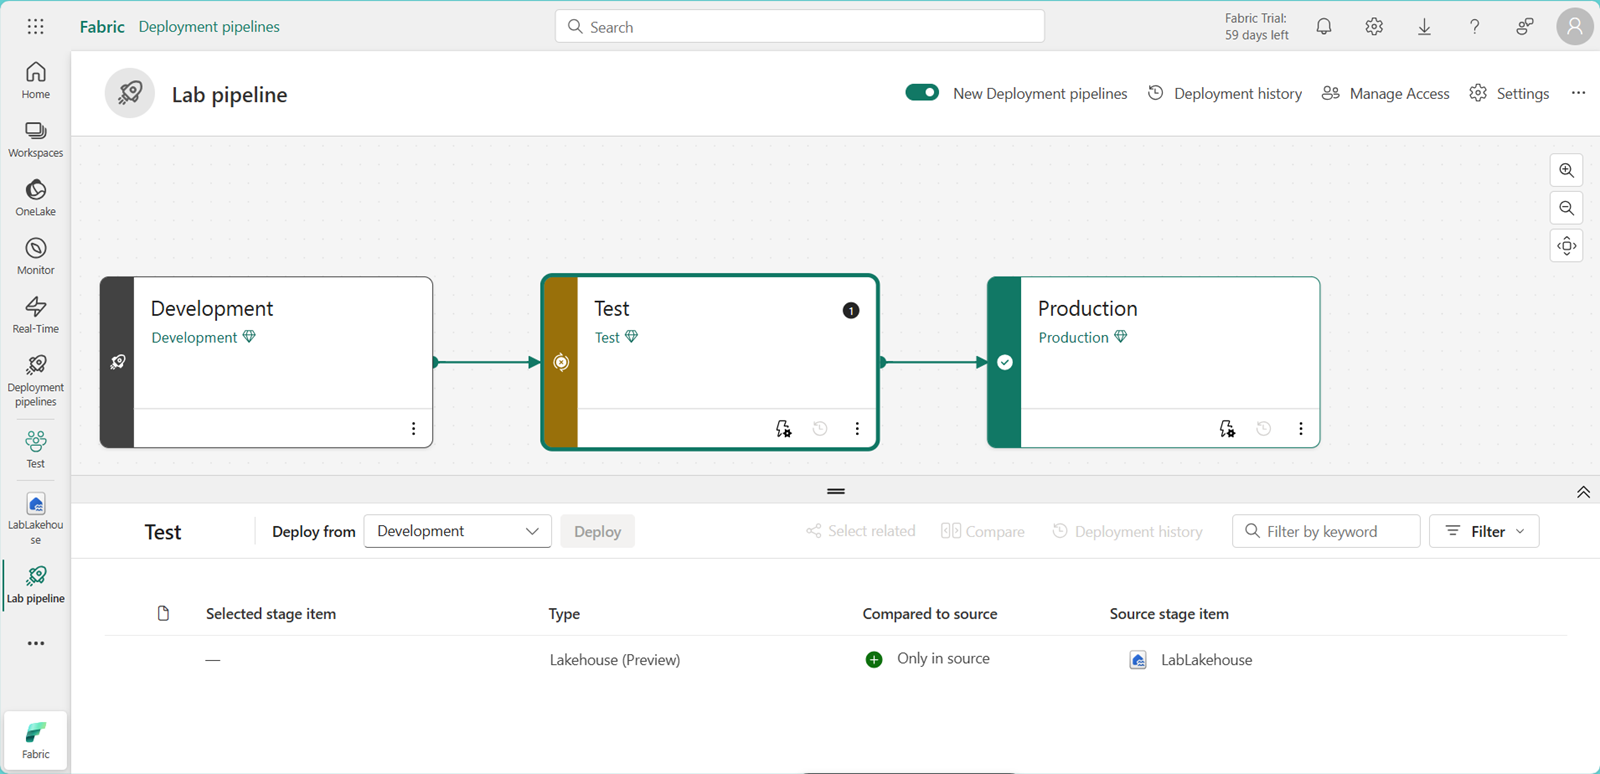 Fabric
Deployment pipelines
Search
Fabric Trial:
59 days left
Home
Workspaces
OneLake
Monitor
Real-Time
Deployment
pipelines
Test
LabLakehou
se
Lab pipeline
Fabric
Lab pipeline
New Deployment pipelines
Deployment history
Manage Access
Settings
Development
Development
Test
1
Test
Production
Production
Test
Deploy from
Development
Deploy
Select related
Compare
Deployment history
Filter by keyword
Filter
Selected stage item
Type
Compared to source
Source stage item
—
Lakehouse (Preview)
Only in source
LabLakehouse